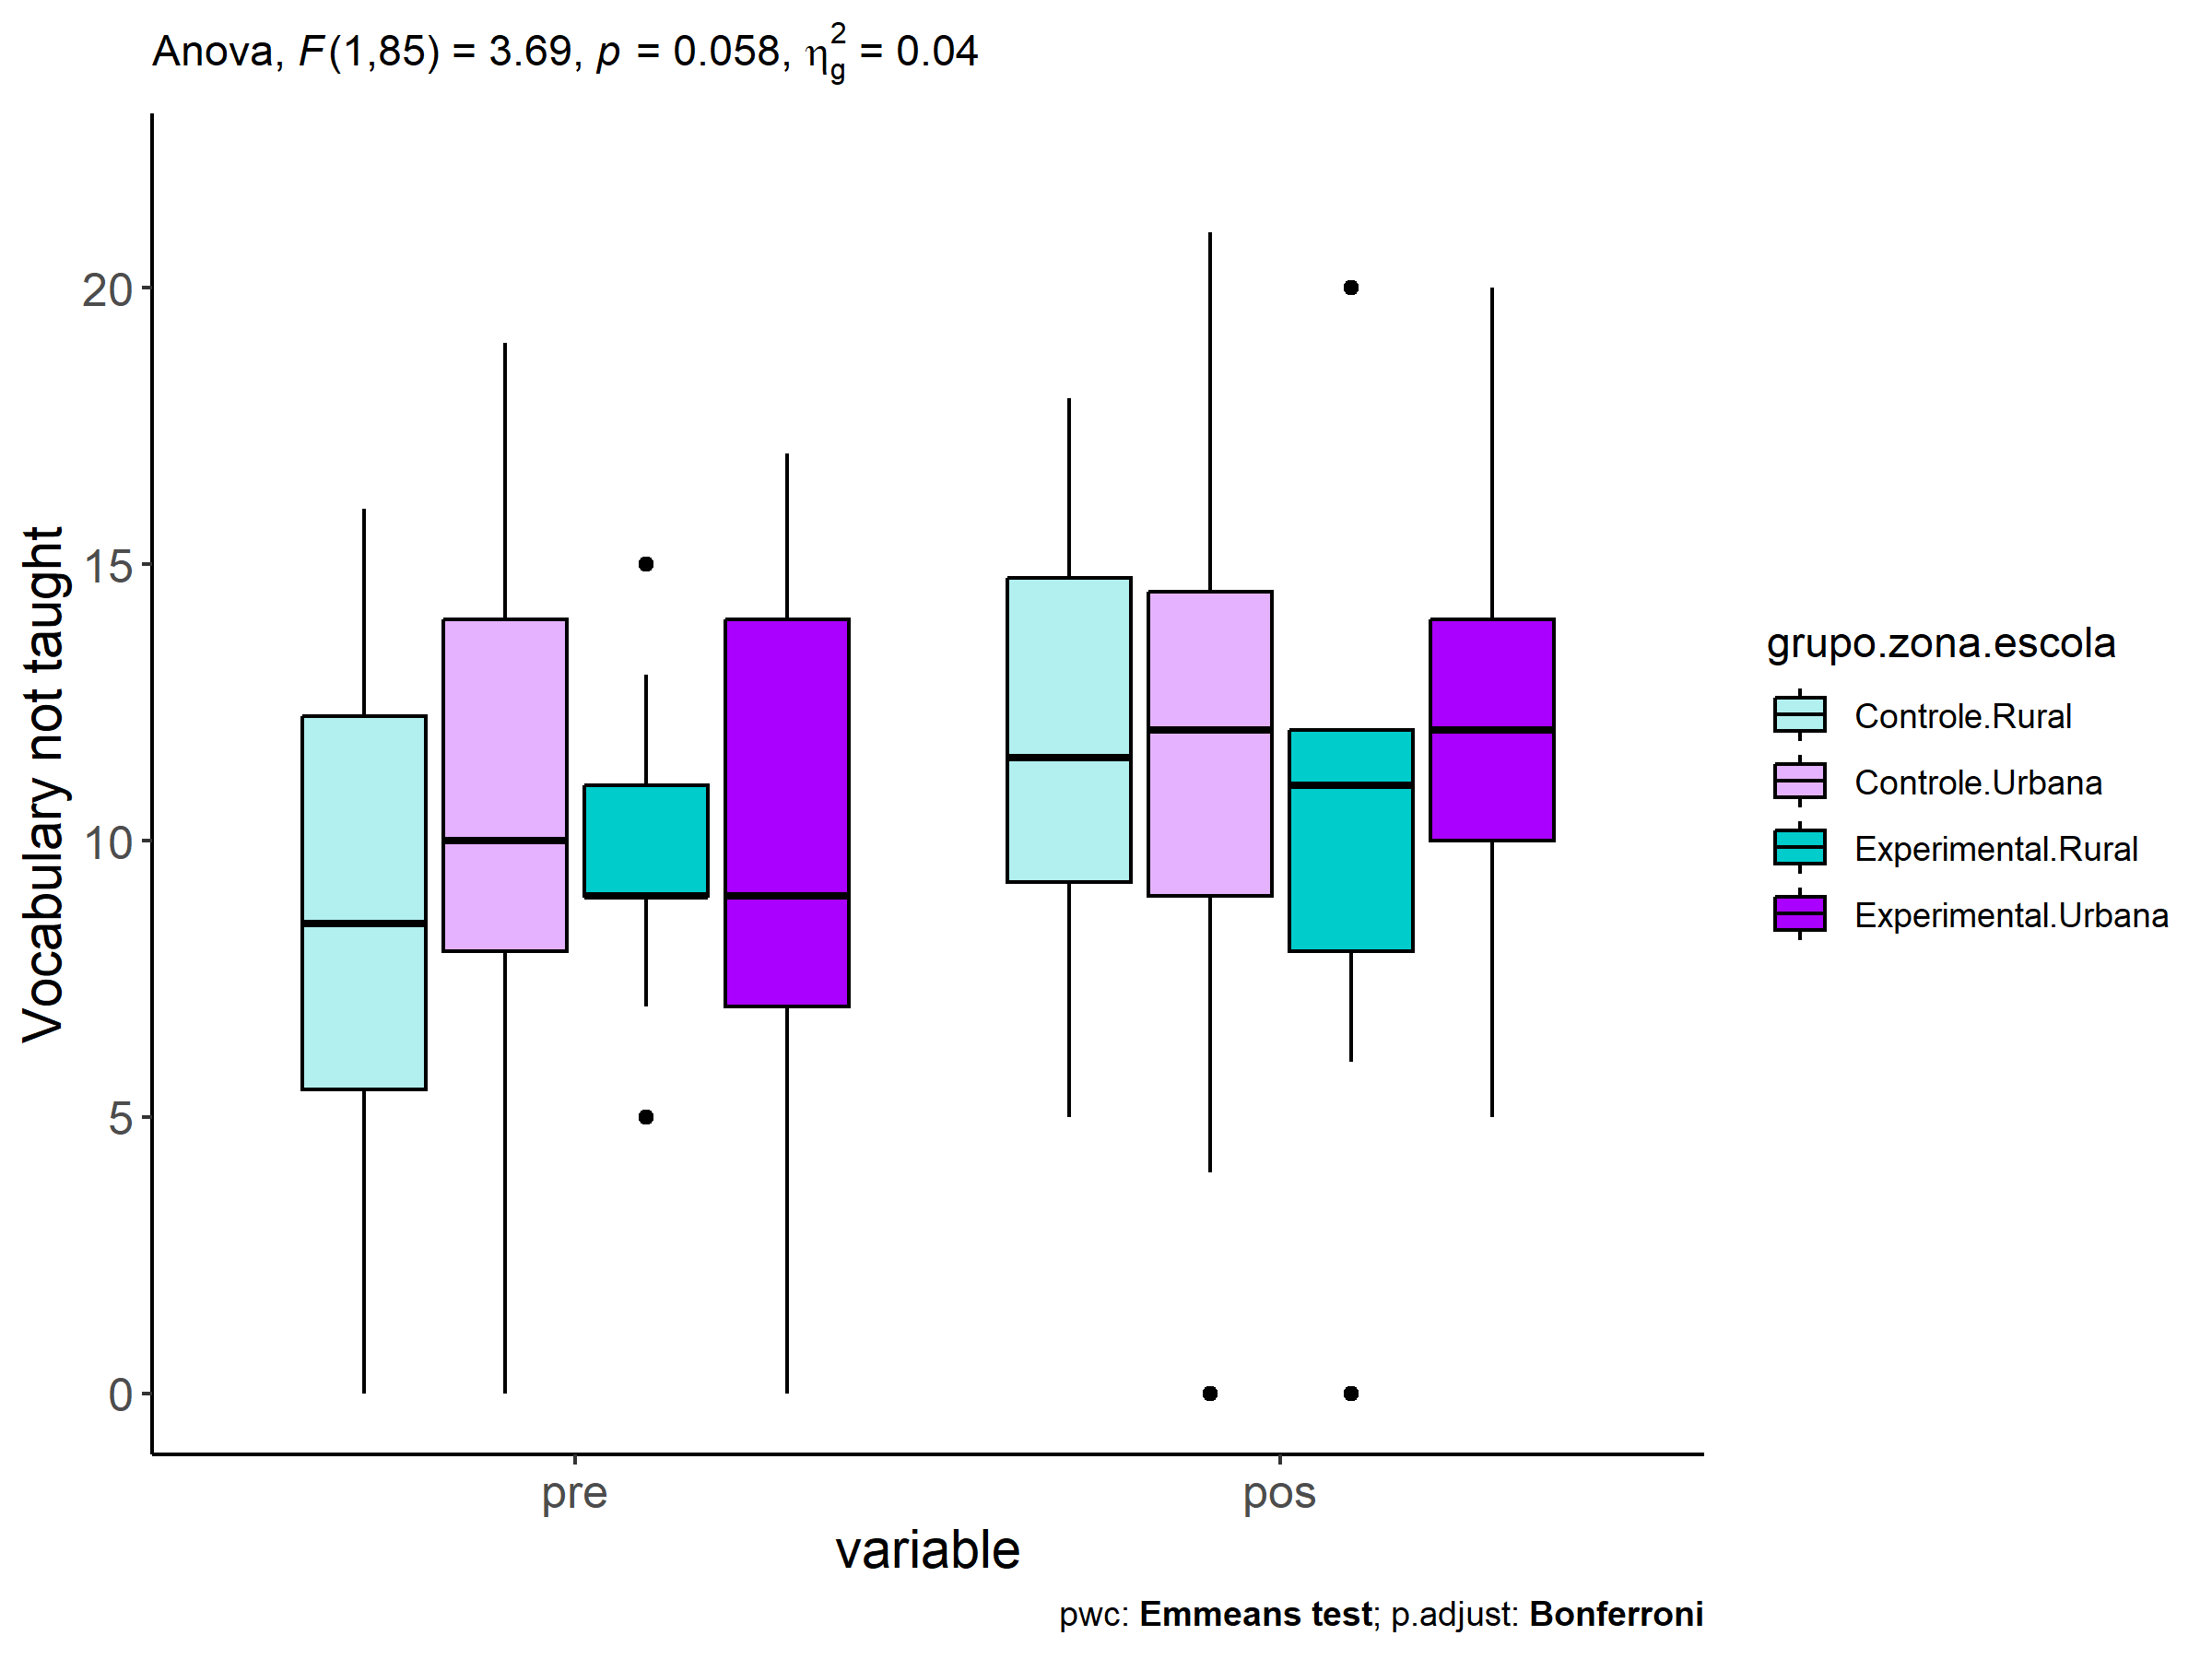 Anova, F(1,85) = 3.69, p = 0.058, η²g = 0.04
Vocabulary not taught
20
15
10
5
0
pre
pos
variable
grupo.zona.escola
Controle.Rural
Controle.Urbana
Experimental.Rural
Experimental.Urbana
pwc: Emmeans test; p.adjust: Bonferroni